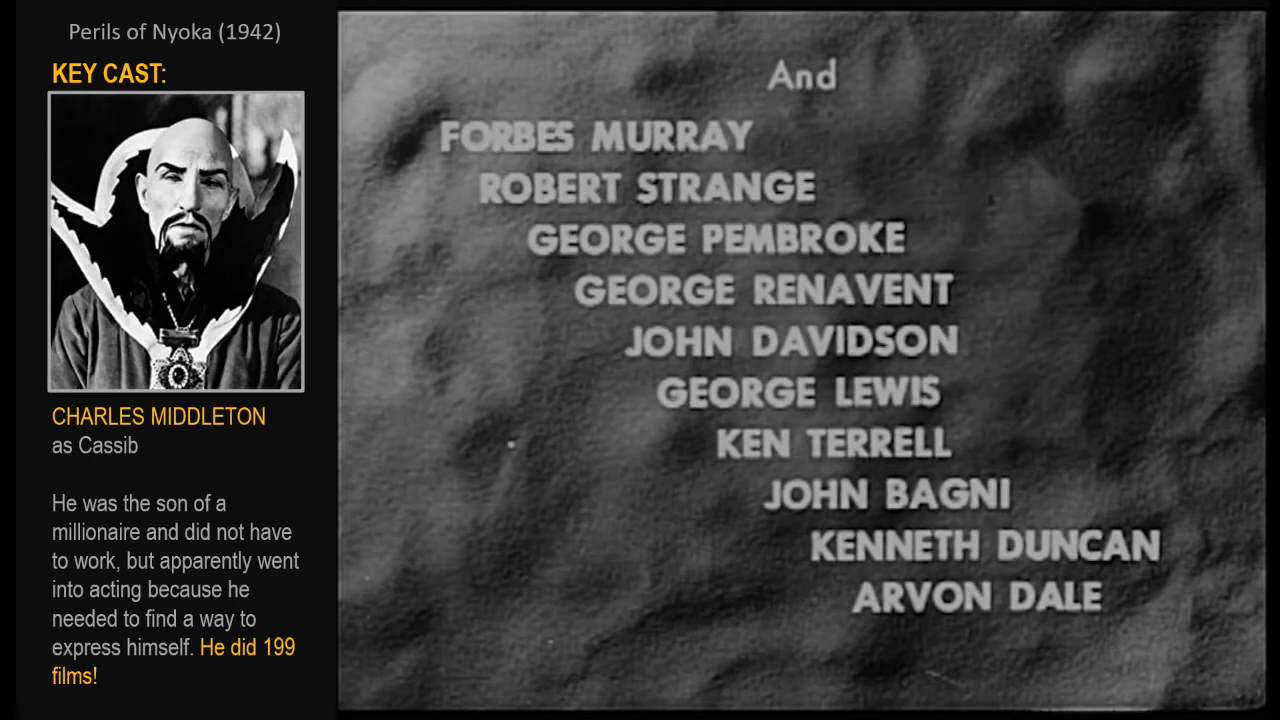 Perils of Nyoka (1942)
KEY CAST:
CHARLES MIDDLETON
as Cassib
He was the son of a
millionaire and did not have
to work, but apparently went
into acting because he
needed to find a way to
express himself. He did 199
films!
And
FORBES MURRAY
ROBERT STRANGE
GEORGE PEMBROKE
GEORGE RENAVENT
JOHN DAVIDSON
GEORGE LEWIS
KEN TERRELL
JOHN BAGNI
KENNETH DUNCAN
ARVON DALE